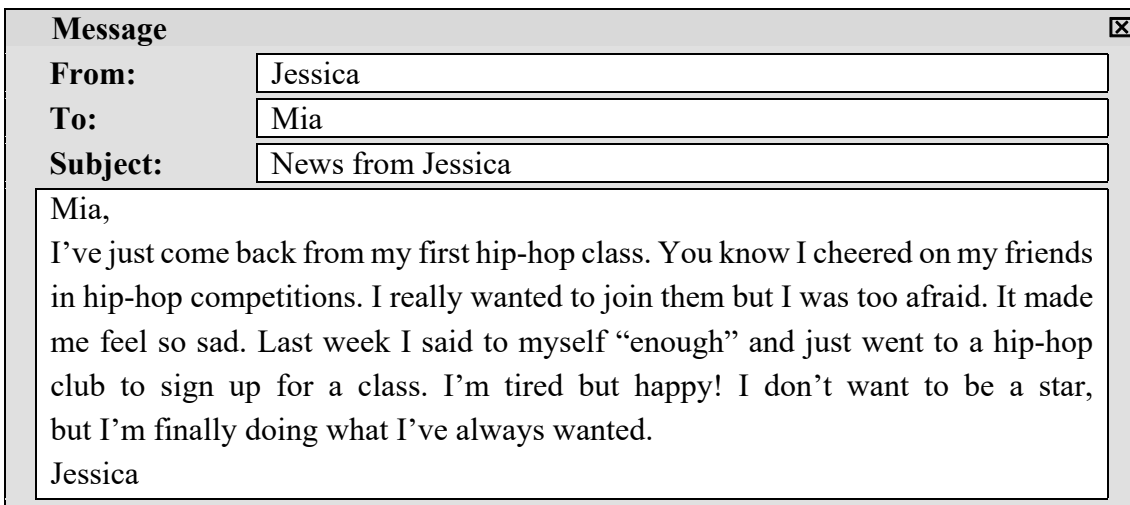 Message
From: Jessica
To: Mia
Subject: News from Jessica
Mia,
I’ve just come back from my first hip-hop class. You know I cheered on my friends
in hip-hop competitions. I really wanted to join them but I was too afraid. It made
me feel so sad. Last week I said to myself “enough” and just went to a hip-hop
club to sign up for a class. I’m tired but happy! I don’t want to be a star,
but I’m finally doing what I’ve always wanted.
Jessica